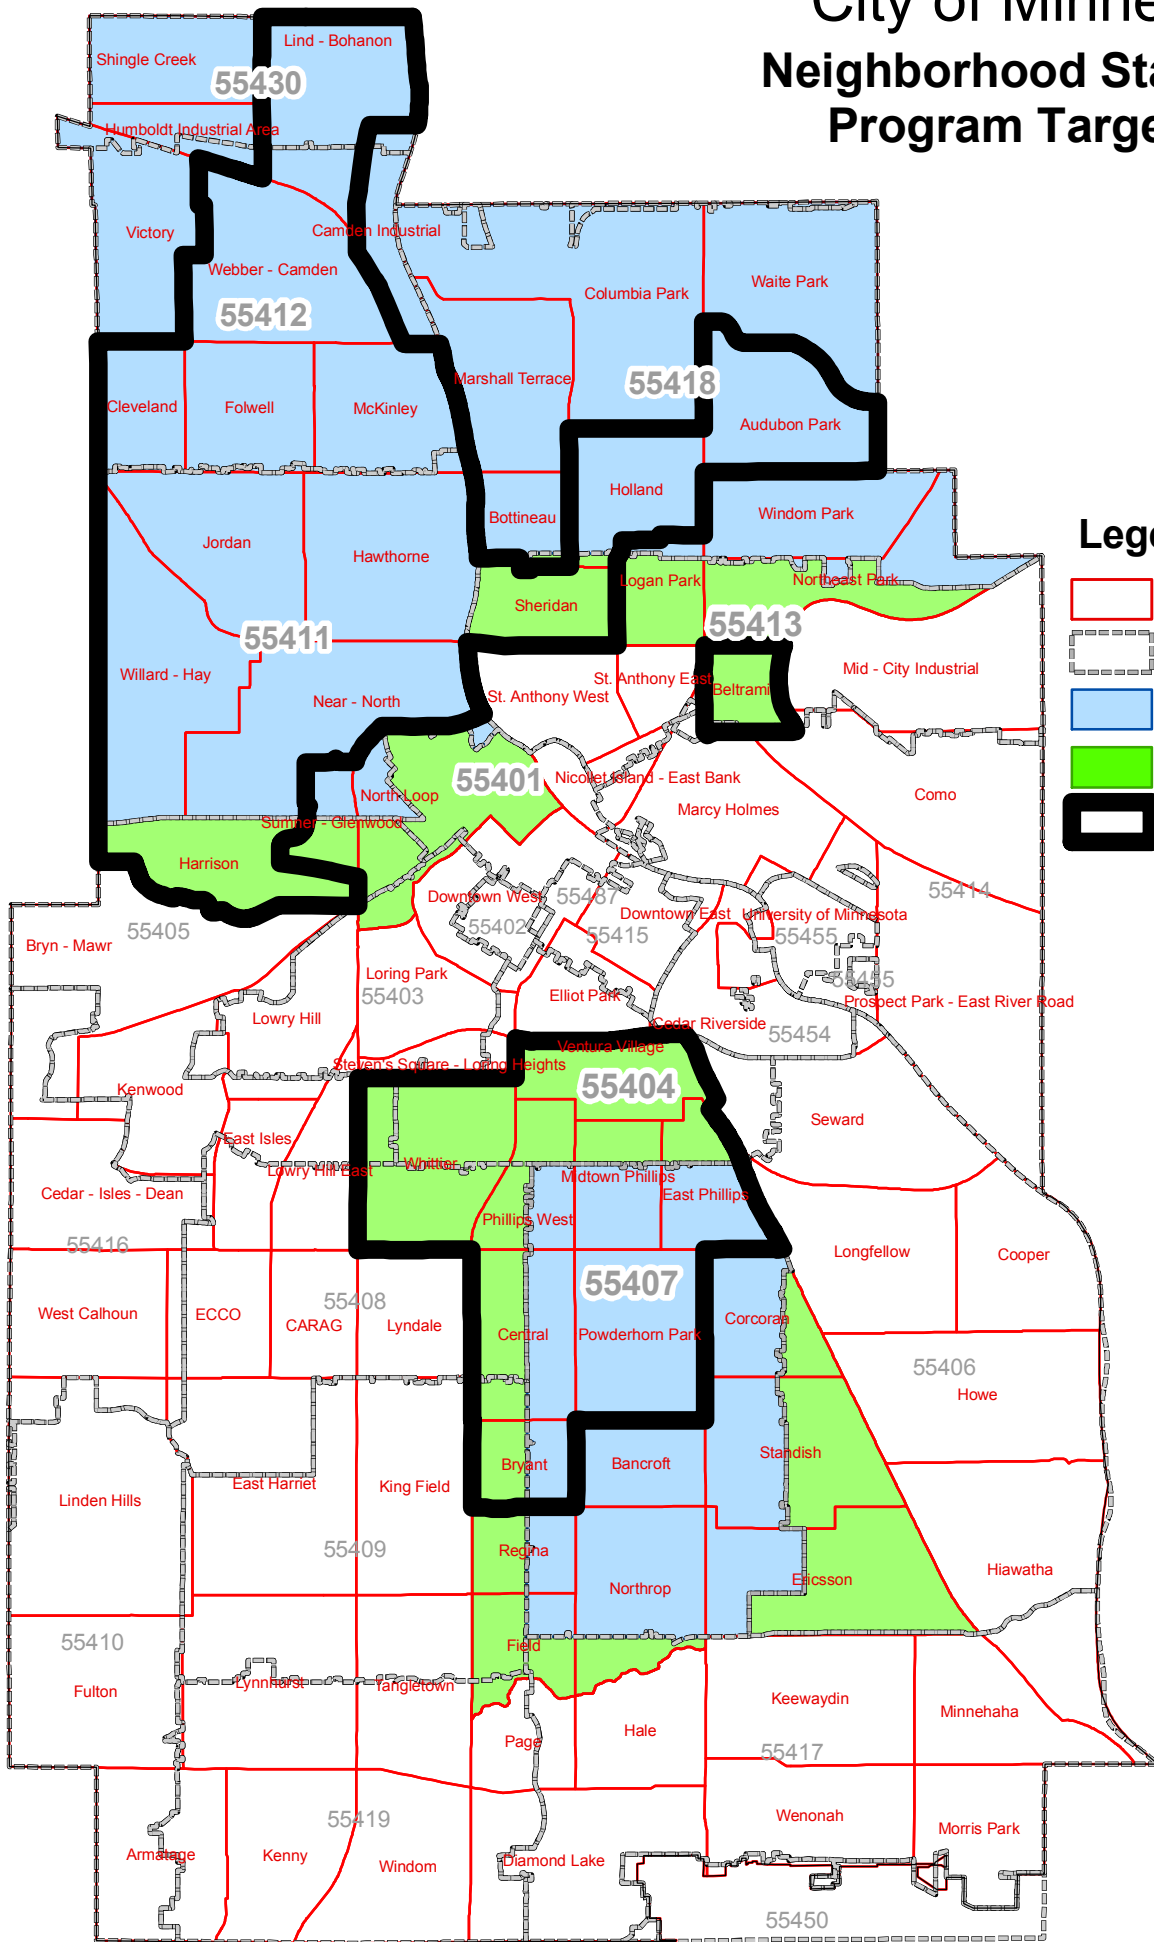 City of Minne
Neighborhood Sta
Program Targe
Lind - Bohanon
Shingle Creek
55430
Humboldt Industrial Area
Victory
Camden Industrial
Webber - Camden
55412
Columbia Park
Waite Park
Marshall Terrace
55418
Cleveland
Folwell
McKinley
Audubon Park
Holland
Bottineau
Windom Park
Lege
Jordan
Hawthorne
Logan Park
Northeast Park
Sheridan
55413
55411
Willard - Hay
Near - North
St. Anthony East
St. Anthony West
Beltrami
Mid - City Industrial
55401
Nicollet Island - East Bank
North Loop
Marcy Holmes
Como
Sumner - Glenwood
Harrison
Downtown West
55487
55414
55402
Downtown East
University of Minnesota
55405
55415
55455
Bryn - Mawr
Loring Park
55403
Elliot Park
55455
Prospect Park - East River Road
Lowry Hill
Cedar Riverside
55454
Ventura Village
Steven's Square - Loring Heights
Kenwood
55404
Seward
East Isles
Lowry Hill East
Whittier
Midtown Phillips
Cedar - Isles - Dean
East Phillips
Phillips West
55416
Longfellow
Cooper
55407
55408
West Calhoun
ECCO
CARAG
Lyndale
Central
Powderhorn Park
Corcoran
55406
Howe
Standish
Bryant
Bancroft
East Harriet
King Field
Linden Hills
55409
Regina
Northrop
Ericsson
Hiawatha
55410
Field
Fulton
Lynnhurst
Tangletown
Keewaydin
Minnehaha
Page
Hale
55417
55419
Wenonah
Morris Park
Armatage
Kenny
Windom
Diamond Lake
55450